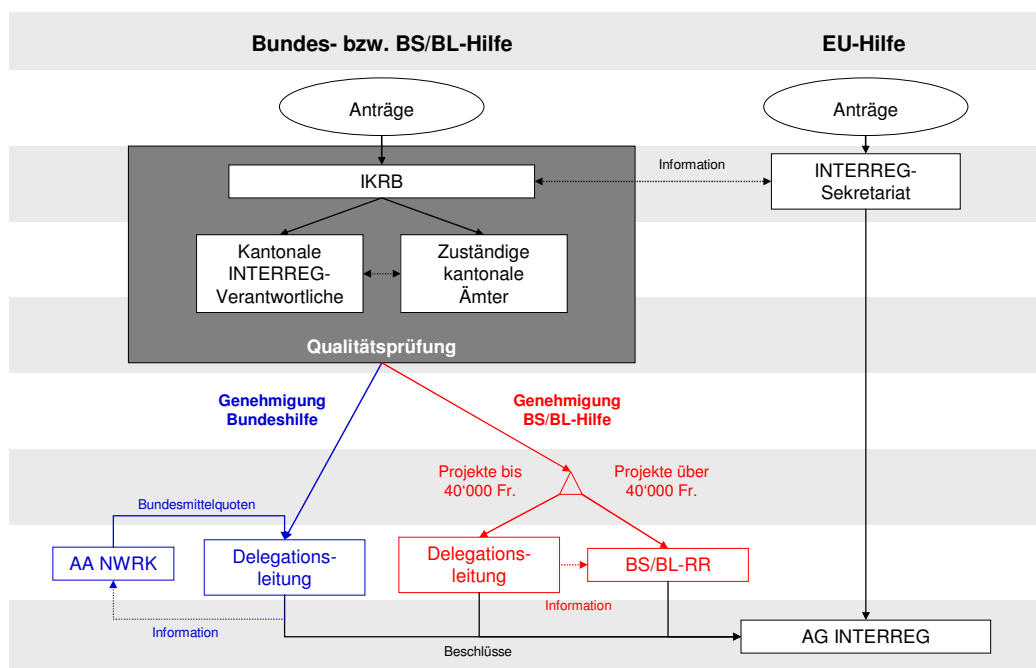 Bundes- bzw. BS/BL-Hilfe
EU-Hilfe
Anträge
Anträge
IKRB
Information
INTERREG-
Sekretariat
Kantonale
INTERREG-
Verantwortliche
Zuständige
kantonale
Ämter
Qualitätsprüfung
Genehmigung
Bundeshilfe
Genehmigung
BS/BL-Hilfe
Projekte bis
40‘000 Fr.
Projekte über
40‘000 Fr.
Bundesmittelquoten
AA NWRK
Delegations-
leitung
Delegations-
leitung
BS/BL-RR
Information
Information
Beschlüsse
AG INTERREG